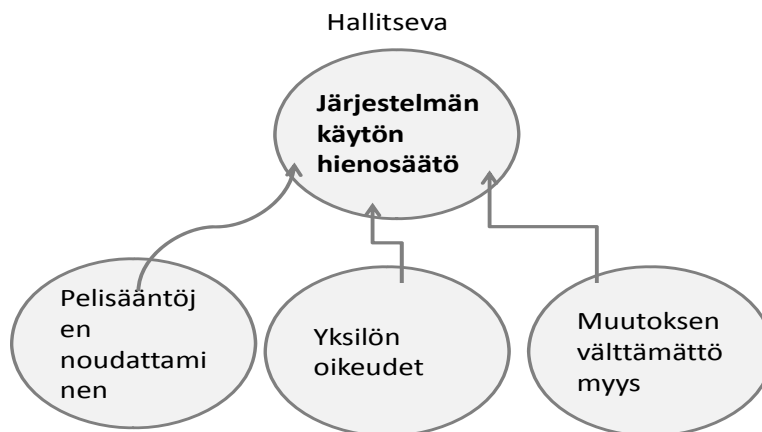 Hallitseva
Järjestelmän
käytön
hienosäätö
Pelisääntöj
en
noudattami
nen
Yksilön
oikeudet
Muutoksen
välttämättö
myys